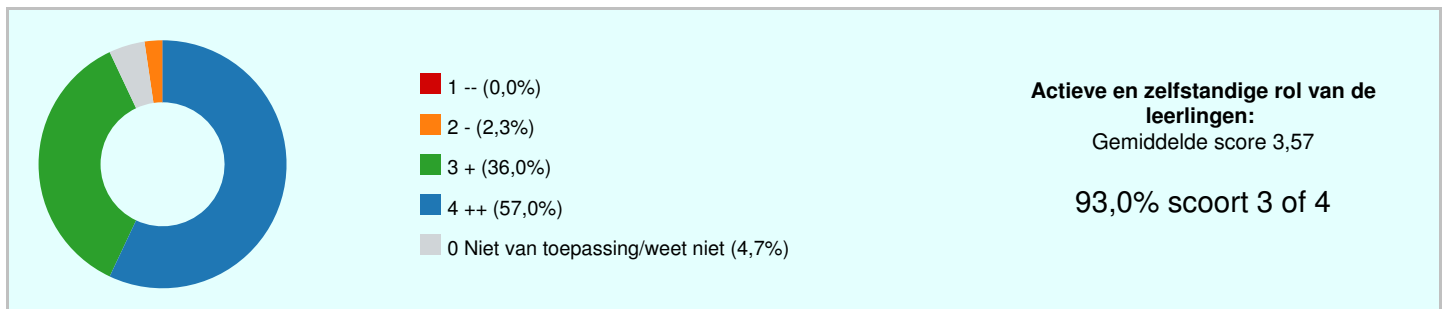 1 -- (0,0%)
2 - (2,3%)
3 + (36,0%)
4 ++ (57,0%)
0 Niet van toepassing/weet niet (4,7%)
Actieve en zelfstandige rol van de
leerlingen:
Gemiddelde score 3,57
93,0% scoort 3 of 4